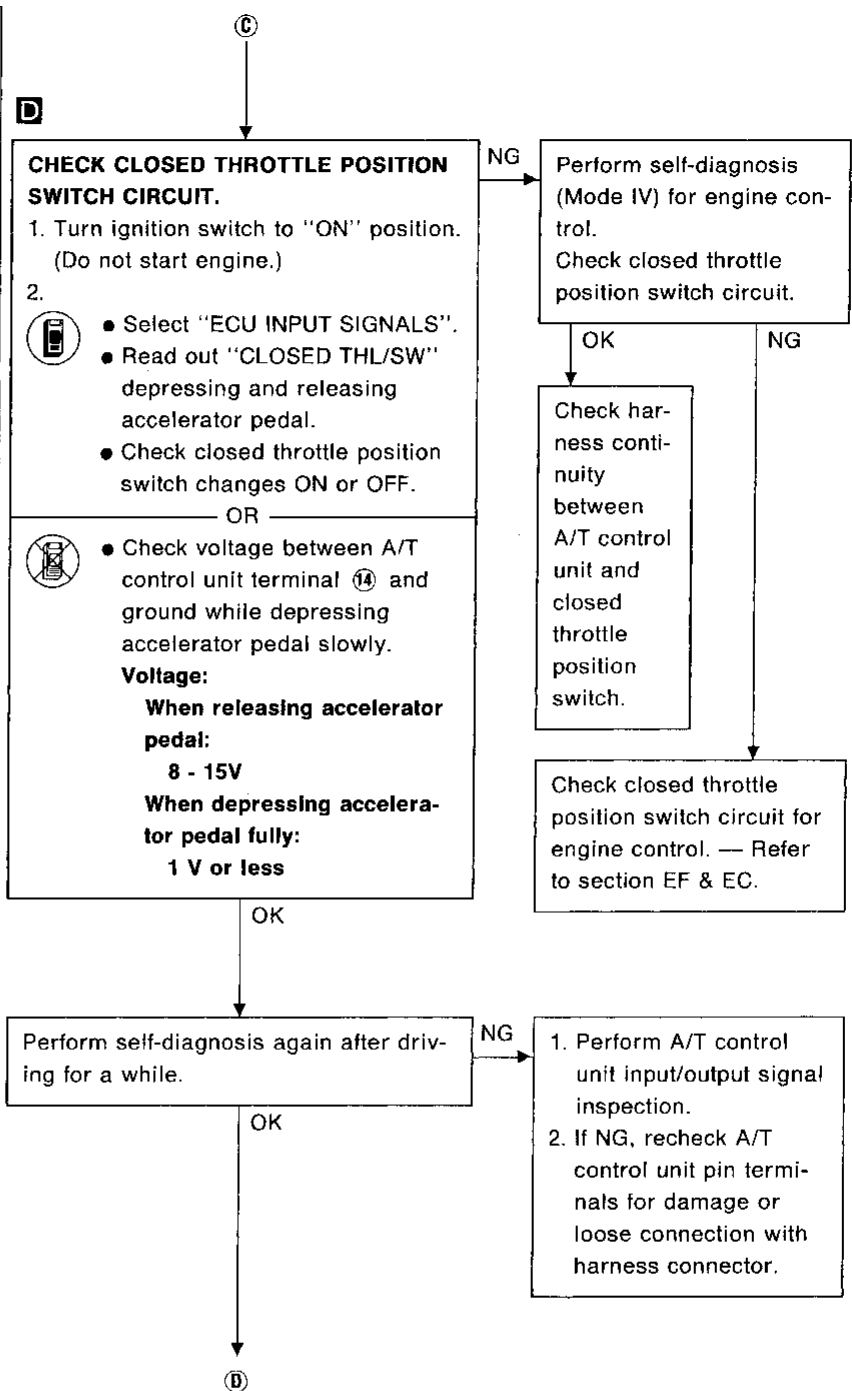 Ⓒ
D
CHECK CLOSED THROTTLE POSITION
SWITCH CIRCUIT.
1. Turn ignition switch to "ON" position.
(Do not start engine.)
2.
● Select "ECU INPUT SIGNALS".
● Read out "CLOSED THL/SW"
depressing and releasing
accelerator pedal.
● Check closed throttle position
switch changes ON or OFF.
OR
● Check voltage between A/T
control unit terminal ⑭ and
ground while depressing
accelerator pedal slowly.
Voltage:
When releasing accelerator
pedal:
8 - 15V
When depressing accelera-
tor pedal fully:
1 V or less
NG
Perform self-diagnosis
(Mode IV) for engine con-
trol.
Check closed throttle
position switch circuit.
OK
NG
Check har-
ness conti-
nuity
between
A/T control
unit and
closed
throttle
position
switch.
Check closed throttle
position switch circuit for
engine control. — Refer
to section EF & EC.
OK
Perform self-diagnosis again after driv-
ing for a while.
NG
1. Perform A/T control
unit input/output signal
inspection.
2. If NG, recheck A/T
control unit pin termi-
nals for damage or
loose connection with
harness connector.
OK
Ⓓ